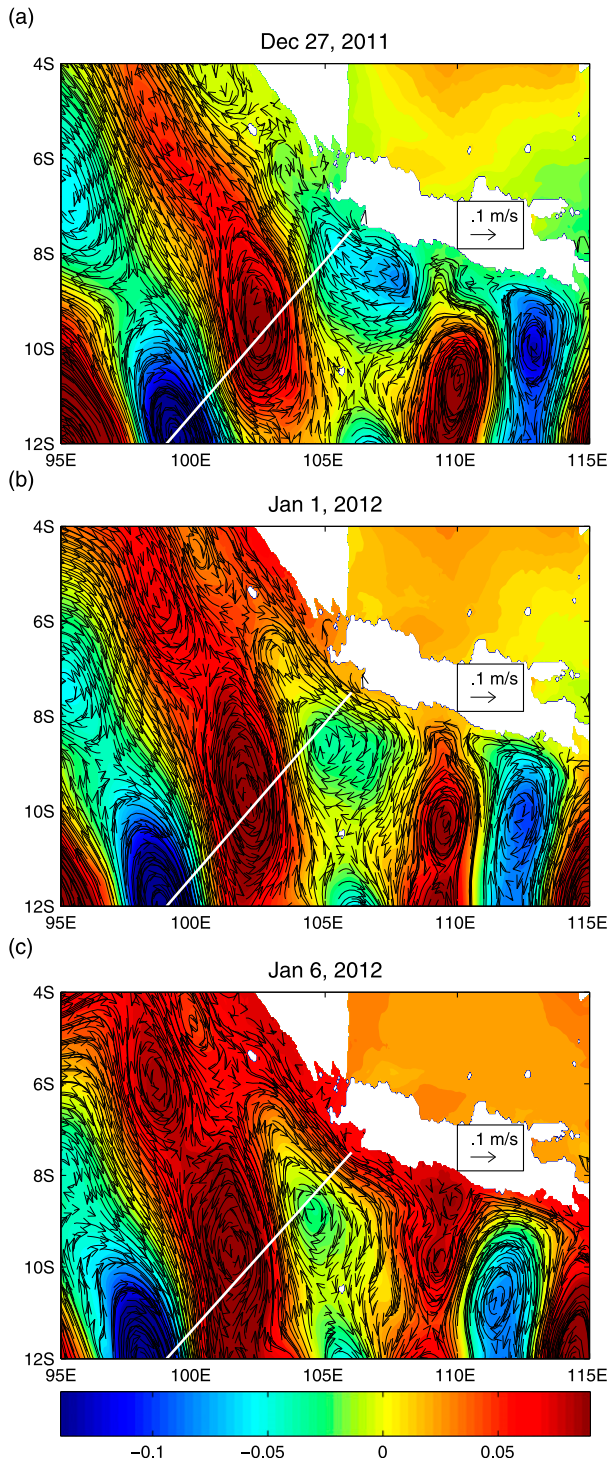 (a)
Dec 27, 2011
4S
6S
8S
10S
12S
.1 m/s
95E 100E 105E 110E 115E
(b)
Jan 1, 2012
4S
6S
8S
10S
12S
.1 m/s
95E 100E 105E 110E 115E
(c)
Jan 6, 2012
4S
6S
8S
10S
12S
.1 m/s
95E 100E 105E 110E 115E
−0.1 −0.05 0 0.05